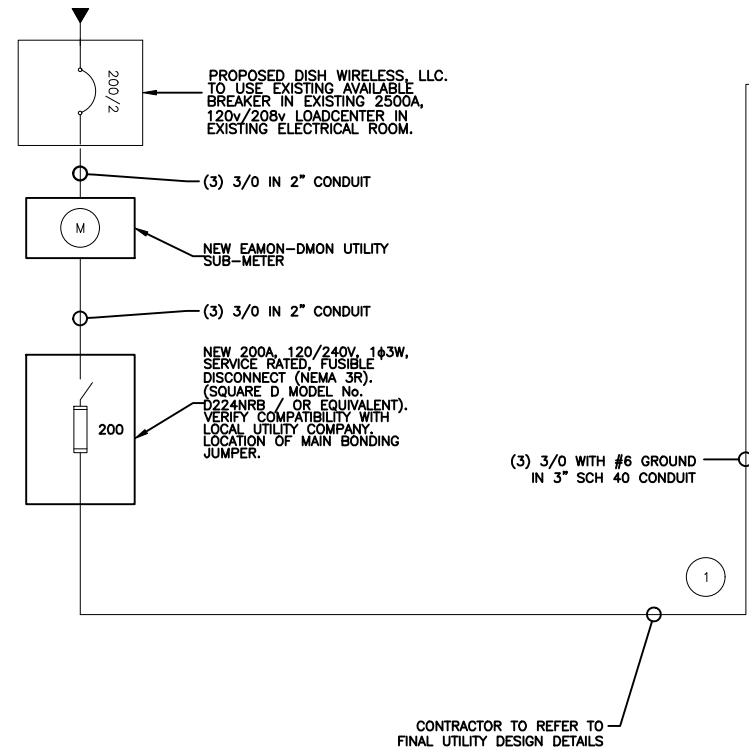 200/2
PROPOSED DISH WIRELESS, LLC.
TO USE EXISTING AVAILABLE
BREAKER IN EXISTING 2500A,
120v/208v LOADCENTER IN
EXISTING ELECTRICAL ROOM.
(3) 3/0 IN 2" CONDUIT
M
NEW EAMON-DMON UTILITY
SUB-METER
(3) 3/0 IN 2" CONDUIT
NEW 200A, 120/240V, 1ϕ3W,
SERVICE RATED, FUSIBLE
DISCONNECT (NEMA 3R).
(SQUARE D MODEL No.
D224NRB / OR EQUIVALENT).
VERIFY COMPATIBILITY WITH
LOCAL UTILITY COMPANY.
LOCATION OF MAIN BONDING
JUMPER.
200
(3) 3/0 WITH #6 GROUND
IN 3" SCH 40 CONDUIT
1
CONTRACTOR TO REFER TO
FINAL UTILITY DESIGN DETAILS